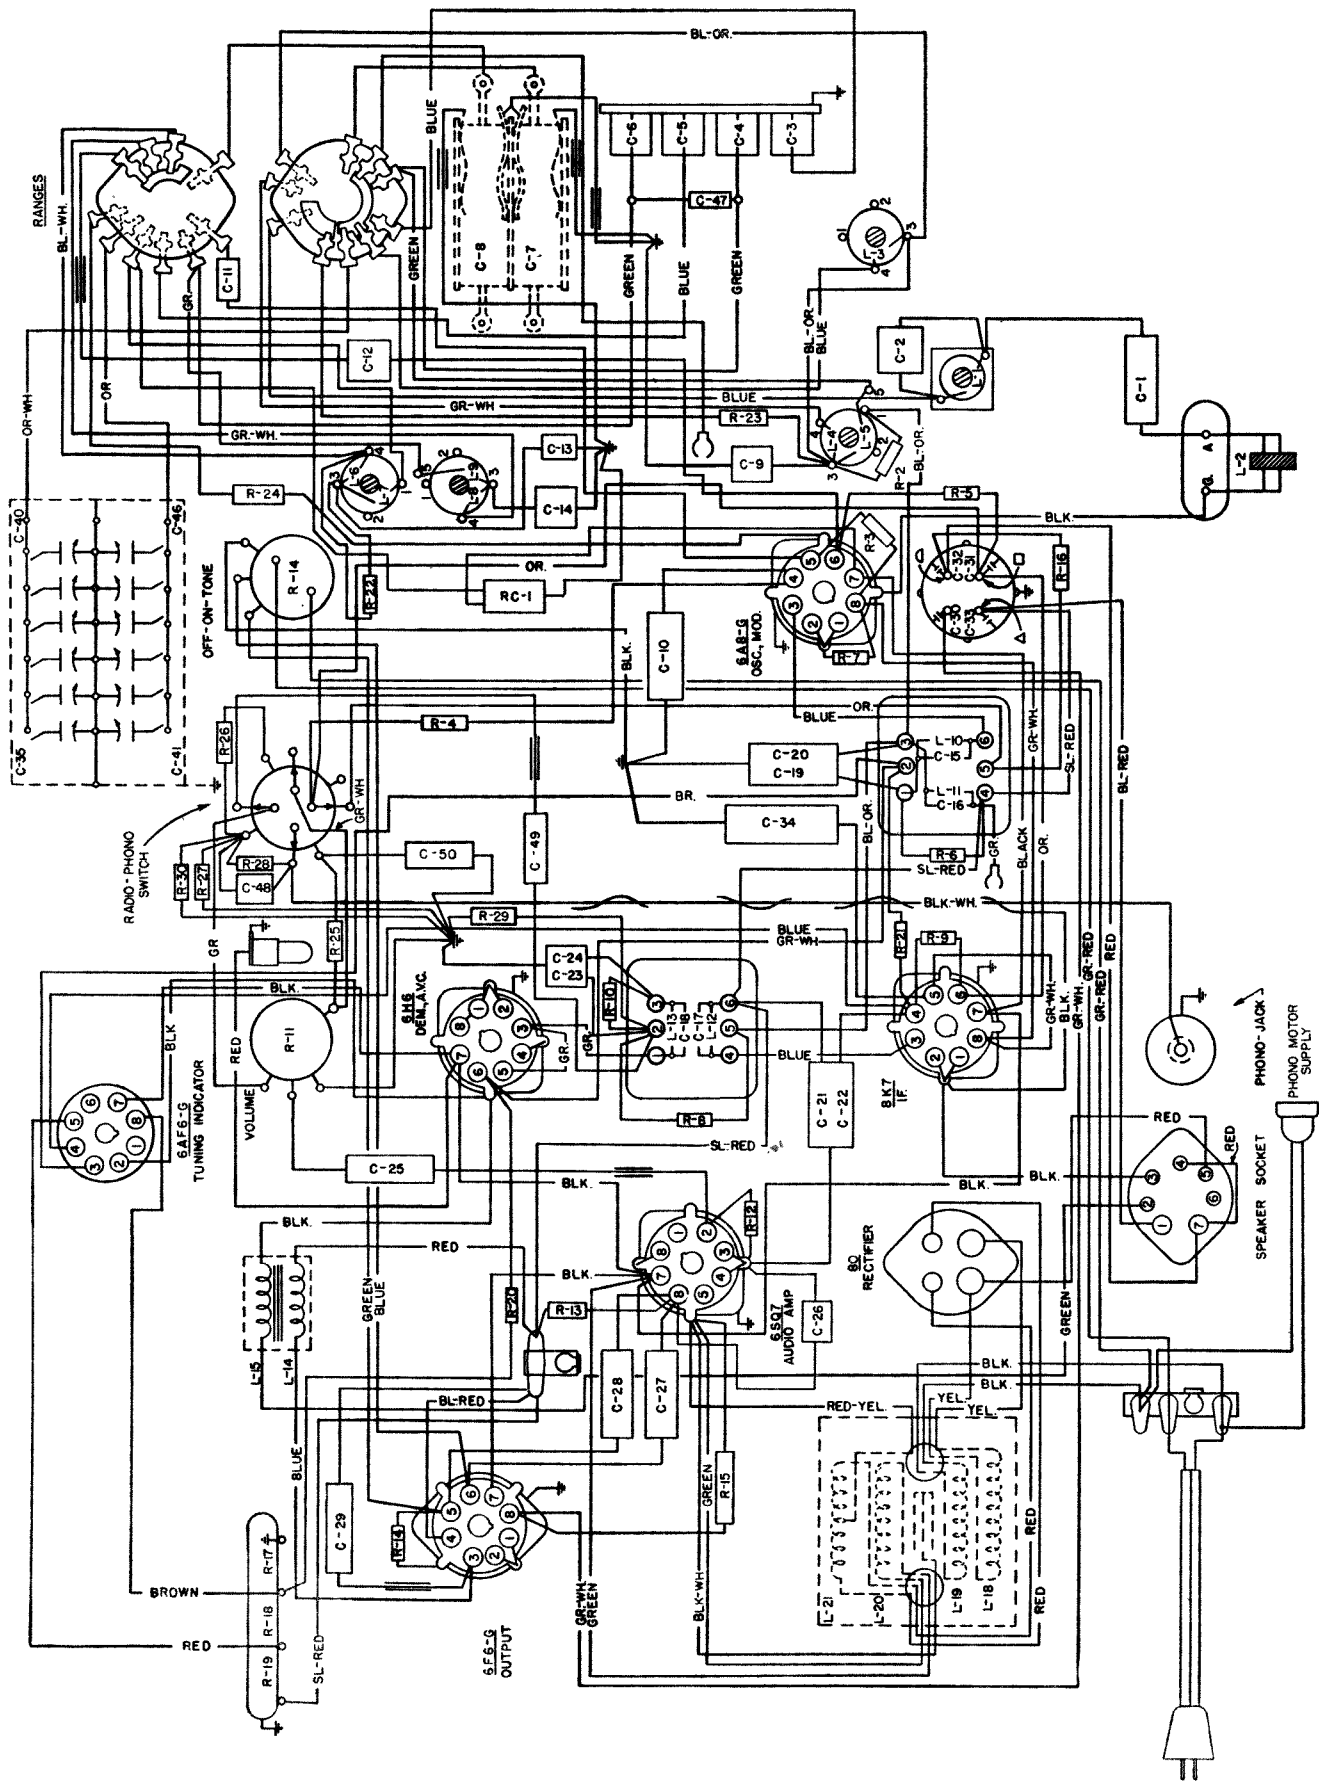 BL-OR.
RANGES
BL-WH.
BLUE
C-6
C-5
C-4
C-3
C-47
C-8
C-7
C-11
GR.
GREEN
GREEN
BLUE
GREEN
1
2
L-3
3
4
OR-WH
OR
C-12
BL-OR.
BLUE
C-2
L-1
C-1
BLUE
GR-WH
R-23
GR-WH.
C-13
C-9
L-4
L-5
R-2
BL-OR.
A
G
L-2
C-40
C-46
R-24
L-6
L-7
L-8
L-9
C-14
R-5
BLK.
R-14
OFF-ON-TONE
R-22
OR.
RC-1
R-3
C-32
C-31
C-30
C-33
R-16
6A8-G
OSC., MOD.
R-7
C-10
BLK.
C-35
C-41
R-26
R-4
BLUE
OR.
GR-WH.
SL-RED
BL-RED
C-20
C-19
L-10
C-15
L-11
C-16
GR-WH
BR.
RADIO-PHONO
SWITCH
R-28
C-48
R-30
R-27
C-50
C-49
C-34
BL-OR.
R-6
SL-RED
GR.
BLACK
OR.
GR
R-25
R-29
BLK-WH.
BLUE
GR-WH
R-21
R-9
GR-RED
RED
GR-RED
BLK.
BLK
RED
R-11
VOLUME
6H6
DEM., A.V.C.
GR.
GR.
C-24
C-23
R-10
L-13
C-18
C-17
L-12
BLUE
R-8
SL-RED
C-21
C-22
8K7
I.F.
GR-WH.
BLK.
GR-WH.
PHONO-JACK
PHONO MOTOR
SUPPLY
6AF6-G
TUNING INDICATOR
C-25
BLK.
R-12
BLK.
BLK.
RED
RED
SPEAKER SOCKET
80
RECTIFIER
BLK.
RED
GREEN
BLUE
BLK.
R-20
R-13
6SQ7
AUDIO AMP
C-26
GREEN
L-15
L-14
BL-RED
C-28
C-27
BLK
BLK.
RED-YEL.
YEL.
YEL.
BLUE
C-29
R-14
GREEN
R-15
R-17
R-18
R-19
BROWN
RED
SL-RED
6F6-G
OUTPUT
GR-WH.
GREEN
BLK-WH
L-21
L-20
L-19
L-18
RED
RED